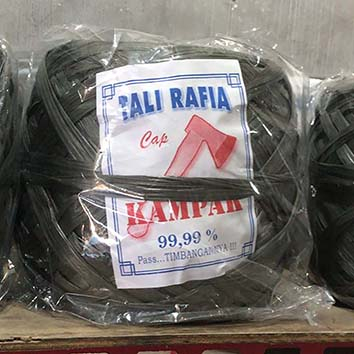 TALI RAFIA
Cap
KAMPAK
99,99 %
Pass...TIMBANGANNYA !!!